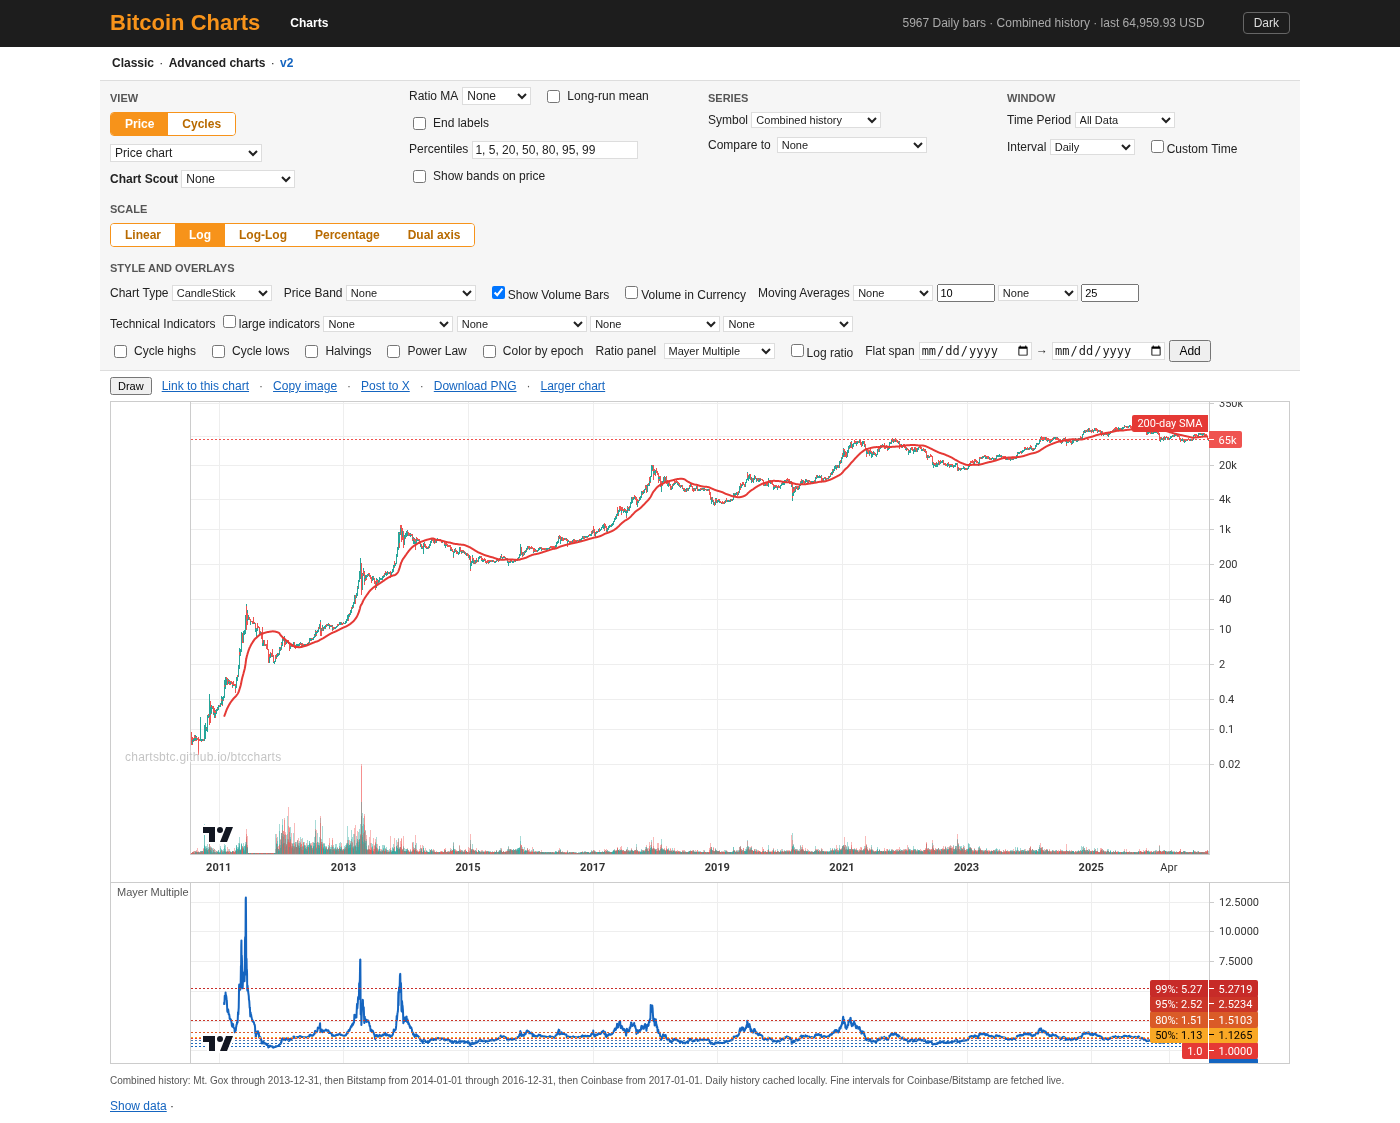 Bitcoin Charts Charts 5967 Daily bars · Combined history · last 64,959.93 USD Dark
Classic · Advanced charts · v2
VIEW
Price Cycles
Price chart
Chart Scout None
Ratio MA None Long-run mean
End labels
Percentiles 1, 5, 20, 50, 80, 95, 99
Show bands on price
SERIES
Symbol Combined history
Compare to None
WINDOW
Time Period All Data
Interval Daily Custom Time
SCALE
Linear Log Log-Log Percentage Dual axis
STYLE AND OVERLAYS
Chart Type CandleStick Price Band None Show Volume Bars Volume in Currency Moving Averages None 10 None 25
Technical Indicators large indicators None None None None
Cycle highs Cycle lows Halvings Power Law Color by epoch Ratio panel Mayer Multiple Log ratio Flat span mm/dd/yyyy → mm/dd/yyyy Add
Draw Link to this chart · Copy image · Post to X · Download PNG · Larger chart
350k
200-day SMA
65k
20k
4k
1k
200
40
10
2
0.4
0.1
chartsbtc.github.io/btccharts
0.02
2011 2013 2015 2017 2019 2021 2023 2025 Apr
Mayer Multiple
12.5000
10.0000
7.5000
99%: 5.27 5.2719
95%: 2.52 2.5234
80%: 1.51 1.5103
50%: 1.13 1.1265
1.0 1.0000
Combined history: Mt. Gox through 2013-12-31, then Bitstamp from 2014-01-01 through 2016-12-31, then Coinbase from 2017-01-01. Daily history cached locally. Fine intervals for Coinbase/Bitstamp are fetched live.
Show data ·